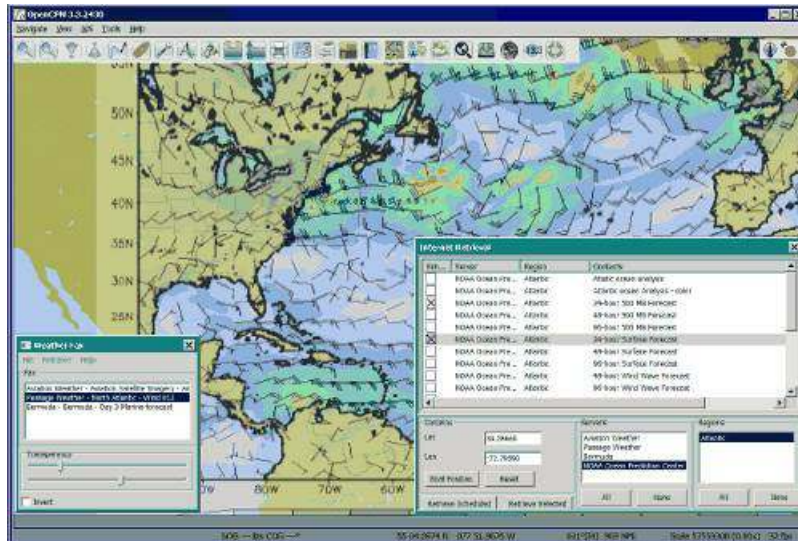 OpenCPN 3.3.2430
Navigate View AIS Tools Help
55N
50N
45N
40N
35N
30N
25N
80W
70W
60W
Internet Retrieval
Server Region Contents
NOAA Ocean Pre... Atlantic Atlantic ocean analysis
NOAA Ocean Pre... Atlantic Atlantic ocean Analysis - color
NOAA Ocean Pre... Atlantic 24-hour 500 MB Forecast
NOAA Ocean Pre... Atlantic 48-hour 500 MB Forecast
NOAA Ocean Pre... Atlantic 96-hour 500 MB Forecast
NOAA Ocean Pre... Atlantic 24-hour Surface Forecast
NOAA Ocean Pre... Atlantic 48-hour Surface Forecast
NOAA Ocean Pre... Atlantic 96-hour Surface Forecast
NOAA Ocean Pre... Atlantic 48-hour Wind Wave Forecast
NOAA Ocean Pre... Atlantic 96 hour Wind Wave Forecast
Contains
Lat
Lon
Reset
Retrieve Scheduled
Retrieve Selected
Servers
Aviation Weather
Passage Weather
Bermuda
NOAA Ocean Prediction Center
All
None
Regions
Atlantic
All
None
Weather Fax
File Retrieve Help
Fax
Aviation Weather - Aviation Satellite Imagery
Passage Weather - North Atlantic - Wind
Bermuda - Bermuda - Day 3 Marine forecast
Transparency
Invert